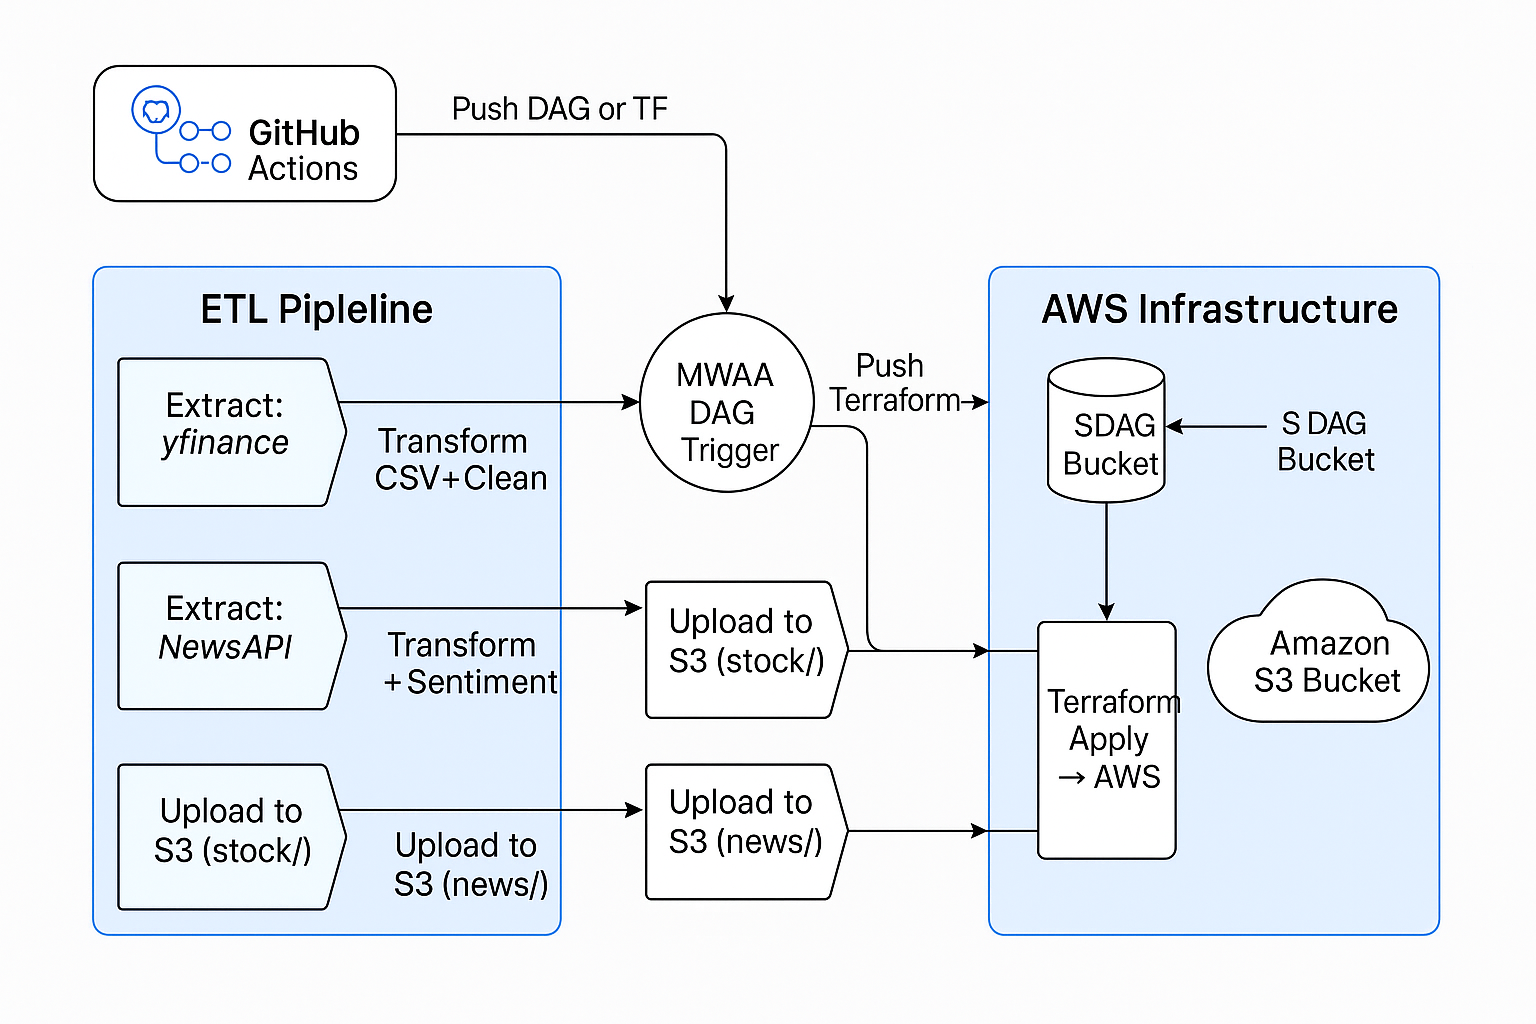 GitHub
Actions
Push DAG or TF
ETL Pipleline
Extract:
yfinance
Transform
CSV+Clean
Extract:
NewsAPI
Transform
+ Sentiment
Upload to
S3 (stock/)
Upload to
S3 (news/)
MWAA
DAG
Trigger
Push
Terraform
Upload to
S3 (stock/)
Upload to
S3 (news/)
AWS Infrastructure
SDAG
Bucket
S DAG
Bucket
Terraform
Apply
→ AWS
Amazon
S3 Bucket